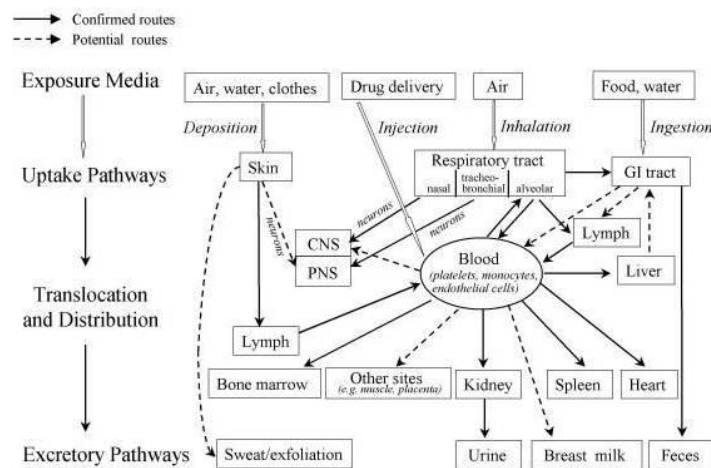 Confirmed routes
Potential routes
Exposure Media
Air, water, clothes
Drug delivery
Air
Food, water
Deposition
Injection
Inhalation
Ingestion
Uptake Pathways
Skin
Respiratory tract
nasal
tracheo-
bronchial
alveolar
GI tract
neurons
neurons
neurons
CNS
PNS
Lymph
Blood
(platelets, monocytes,
endothelial cells)
Liver
Translocation
and Distribution
Lymph
Bone marrow
Other sites
(e.g. muscle, placenta)
Kidney
Spleen
Heart
Excretory Pathways
Sweat/exfoliation
Urine
Breast milk
Feces